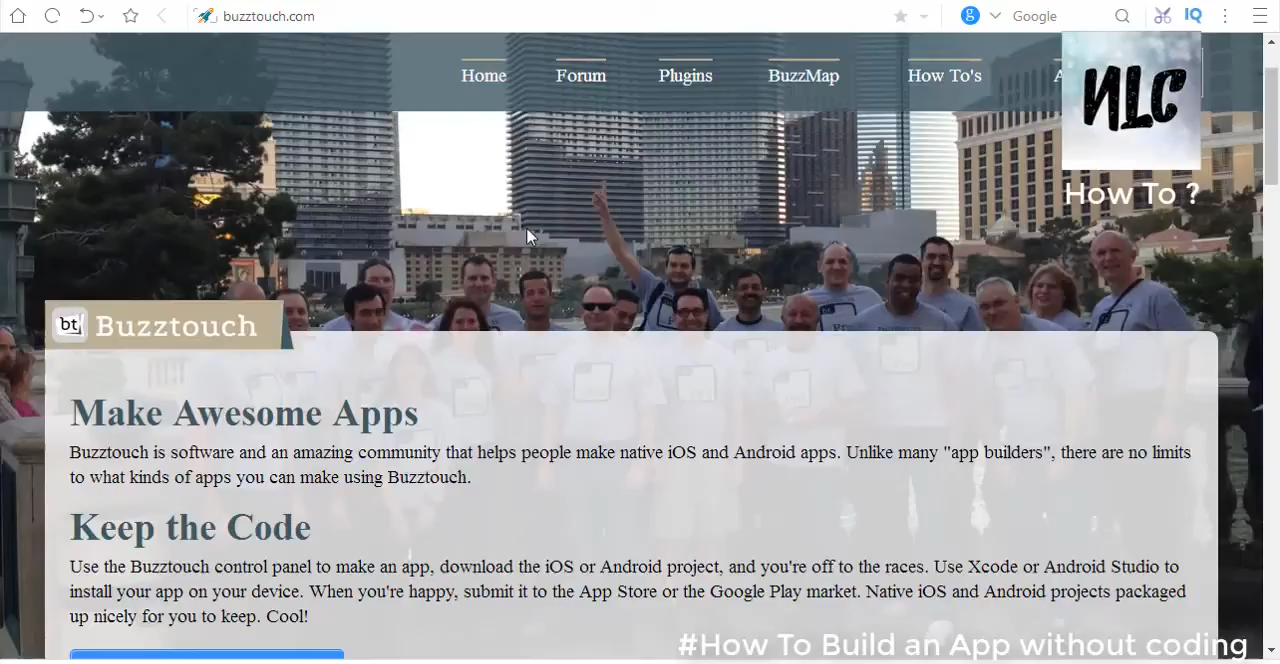 buzztouch.com
Google
IQ
Home
Forum
Plugins
BuzzMap
How To's
A
NLC
How To ?
bt
Buzztouch
Make Awesome Apps
Buzztouch is software and an amazing community that helps people make native iOS and Android apps. Unlike many "app builders", there are no limits
to what kinds of apps you can make using Buzztouch.
Keep the Code
Use the Buzztouch control panel to make an app, download the iOS or Android project, and you're off to the races. Use Xcode or Android Studio to
install your app on your device. When you're happy, submit it to the App Store or the Google Play market. Native iOS and Android projects packaged
up nicely for you to keep. Cool!
#How To Build an App without coding